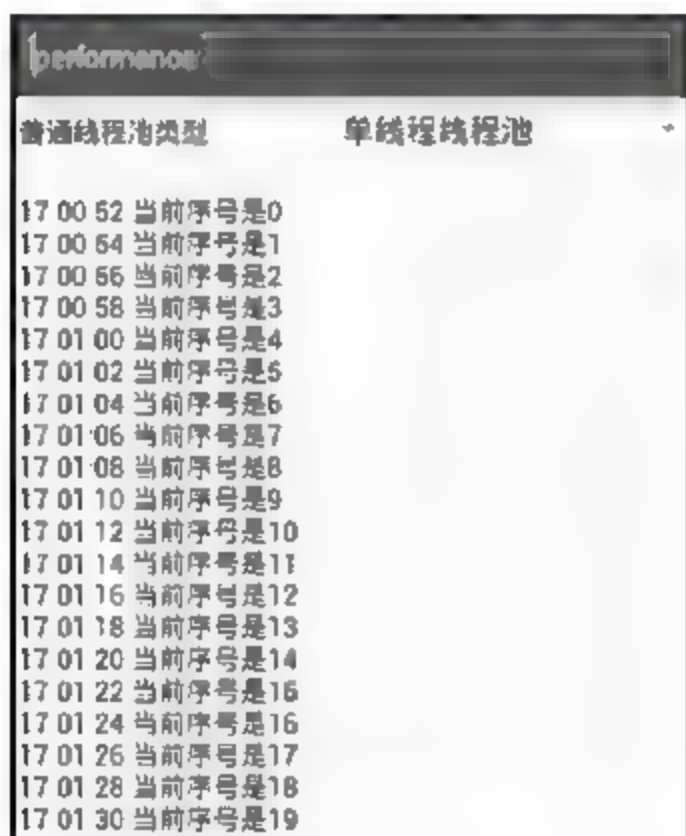 performance
普通线程池类型 单线程线程池
17 00 52 当前序号是0
17 00 54 当前序号是1
17 00 56 当前序号是2
17 00 58 当前序号是3
17 01 00 当前序号是4
17 01 02 当前序号是5
17 01 04 当前序号是6
17 01 06 当前序号是7
17 01 08 当前序号是8
17 01 10 当前序号是9
17 01 12 当前序号是10
17 01 14 当前序号是11
17 01 16 当前序号是12
17 01 18 当前序号是13
17 01 20 当前序号是14
17 01 22 当前序号是15
17 01 24 当前序号是16
17 01 26 当前序号是17
17 01 28 当前序号是18
17 01 30 当前序号是19